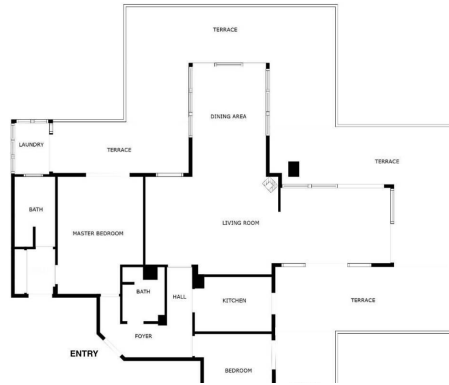 TERRACE
DINING AREA
LAUNDRY
TERRACE
TERRACE
BATH
MASTER BEDROOM
LIVING ROOM
BATH
HALL
KITCHEN
TERRACE
FOYER
ENTRY
BEDROOM